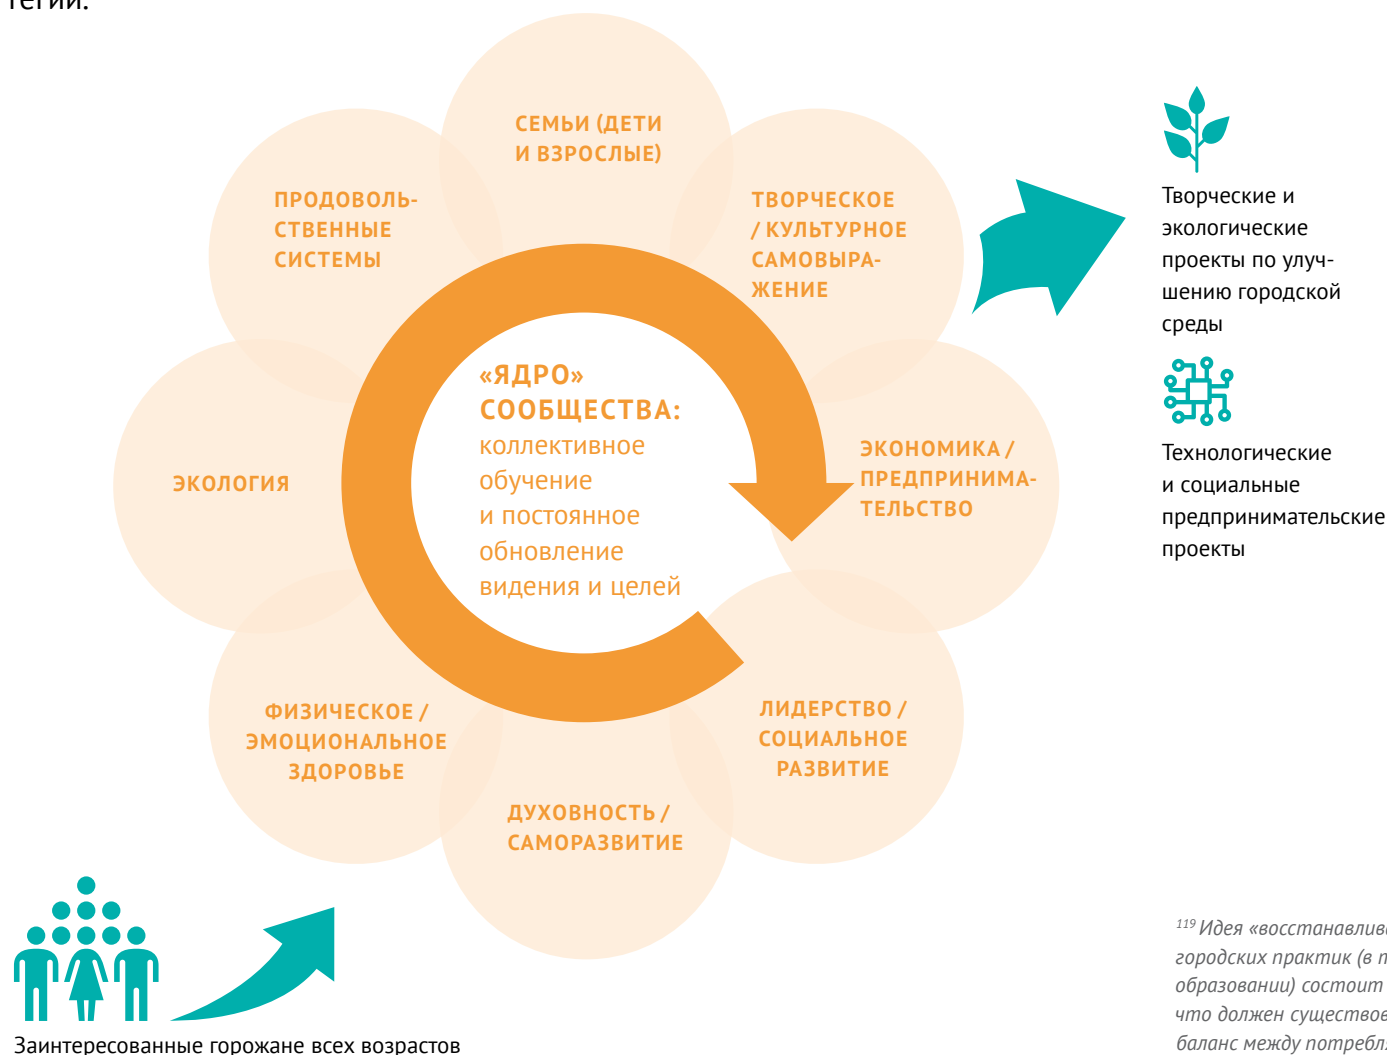 тегии.
СЕМЬИ (ДЕТИ
И ВЗРОСЛЫЕ)
ПРОДОВОЛЬ-
СТВЕННЫЕ
СИСТЕМЫ
ТВОРЧЕСКОЕ
/ КУЛЬТУРНОЕ
САМОВЫРА-
ЖЕНИЕ
Творческие и
экологические
проекты по улуч-
шению городской
среды
«ЯДРО»
СООБЩЕСТВА:
коллективное
обучение
и постоянное
обновление
видения и целей
ЭКОНОМИКА /
ПРЕДПРИНИМА-
ТЕЛЬСТВО
Технологические
и социальные
предпринимательские
проекты
ЭКОЛОГИЯ
ФИЗИЧЕСКОЕ /
ЭМОЦИОНАЛЬНОЕ
ЗДОРОВЬЕ
ЛИДЕРСТВО /
СОЦИАЛЬНОЕ
РАЗВИТИЕ
ДУХОВНОСТЬ /
САМОРАЗВИТИЕ
Заинтересованные горожане всех возрастов
119 Идея «восстанавлива
городских практик (в т
образовании) состоит
что должен существов
баланс между потребл